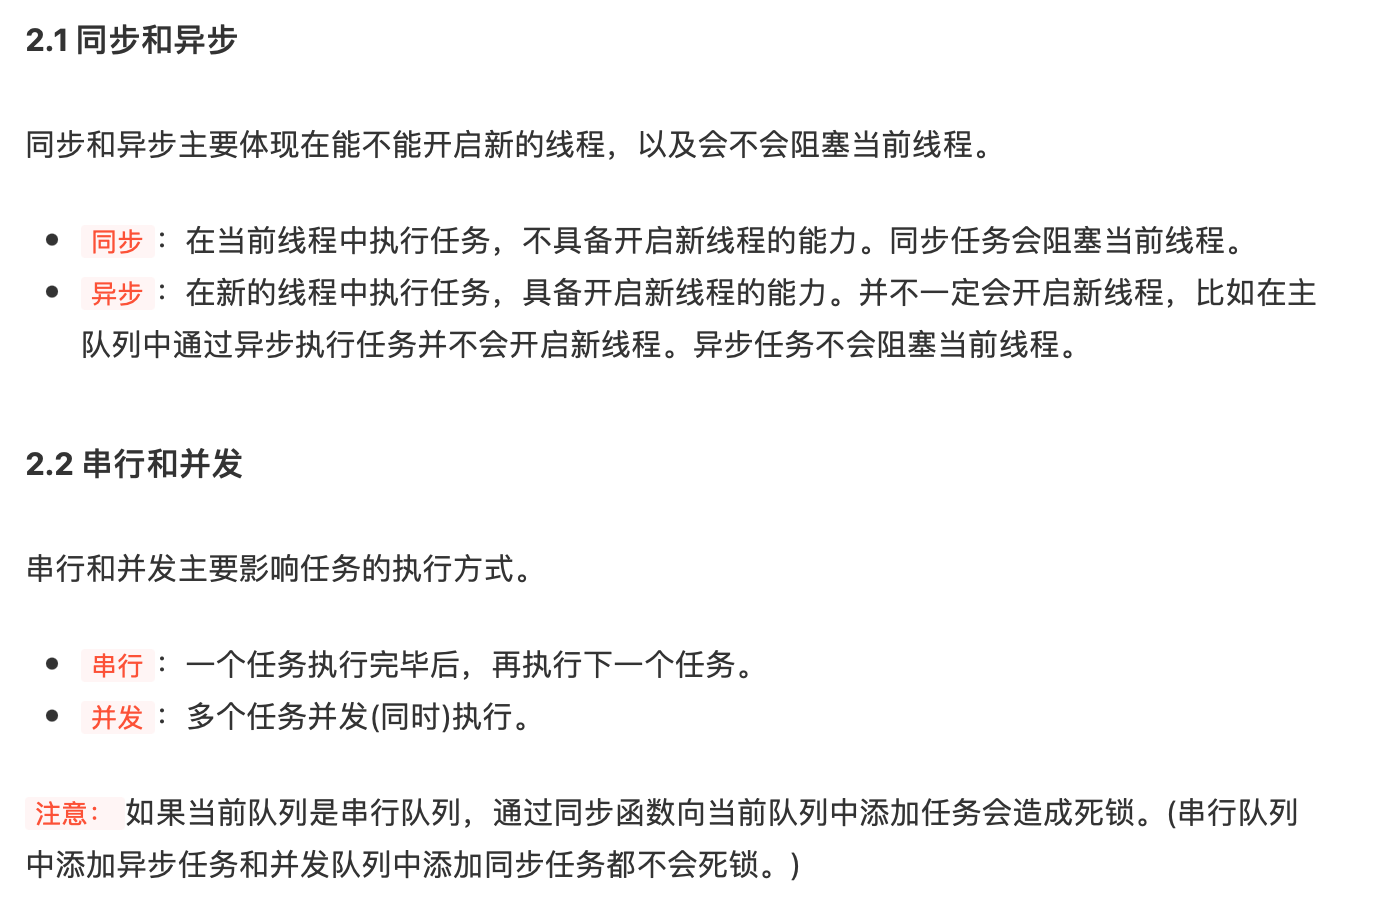 2.1 同步和异步
同步和异步主要体现在能不能开启新的线程，以及会不会阻塞当前线程。
同步： 在当前线程中执行任务，不具备开启新线程的能力。同步任务会阻塞当前线程。
异步： 在新的线程中执行任务，具备开启新线程的能力。并不一定会开启新线程，比如在主
队列中通过异步执行任务并不会开启新线程。异步任务不会阻塞当前线程。
2.2 串行和并发
串行和并发主要影响任务的执行方式。
串行： 一个任务执行完毕后，再执行下一个任务。
并发： 多个任务并发(同时)执行。
注意： 如果当前队列是串行队列，通过同步函数向当前队列中添加任务会造成死锁。(串行队列
中添加异步任务和并发队列中添加同步任务都不会死锁。)